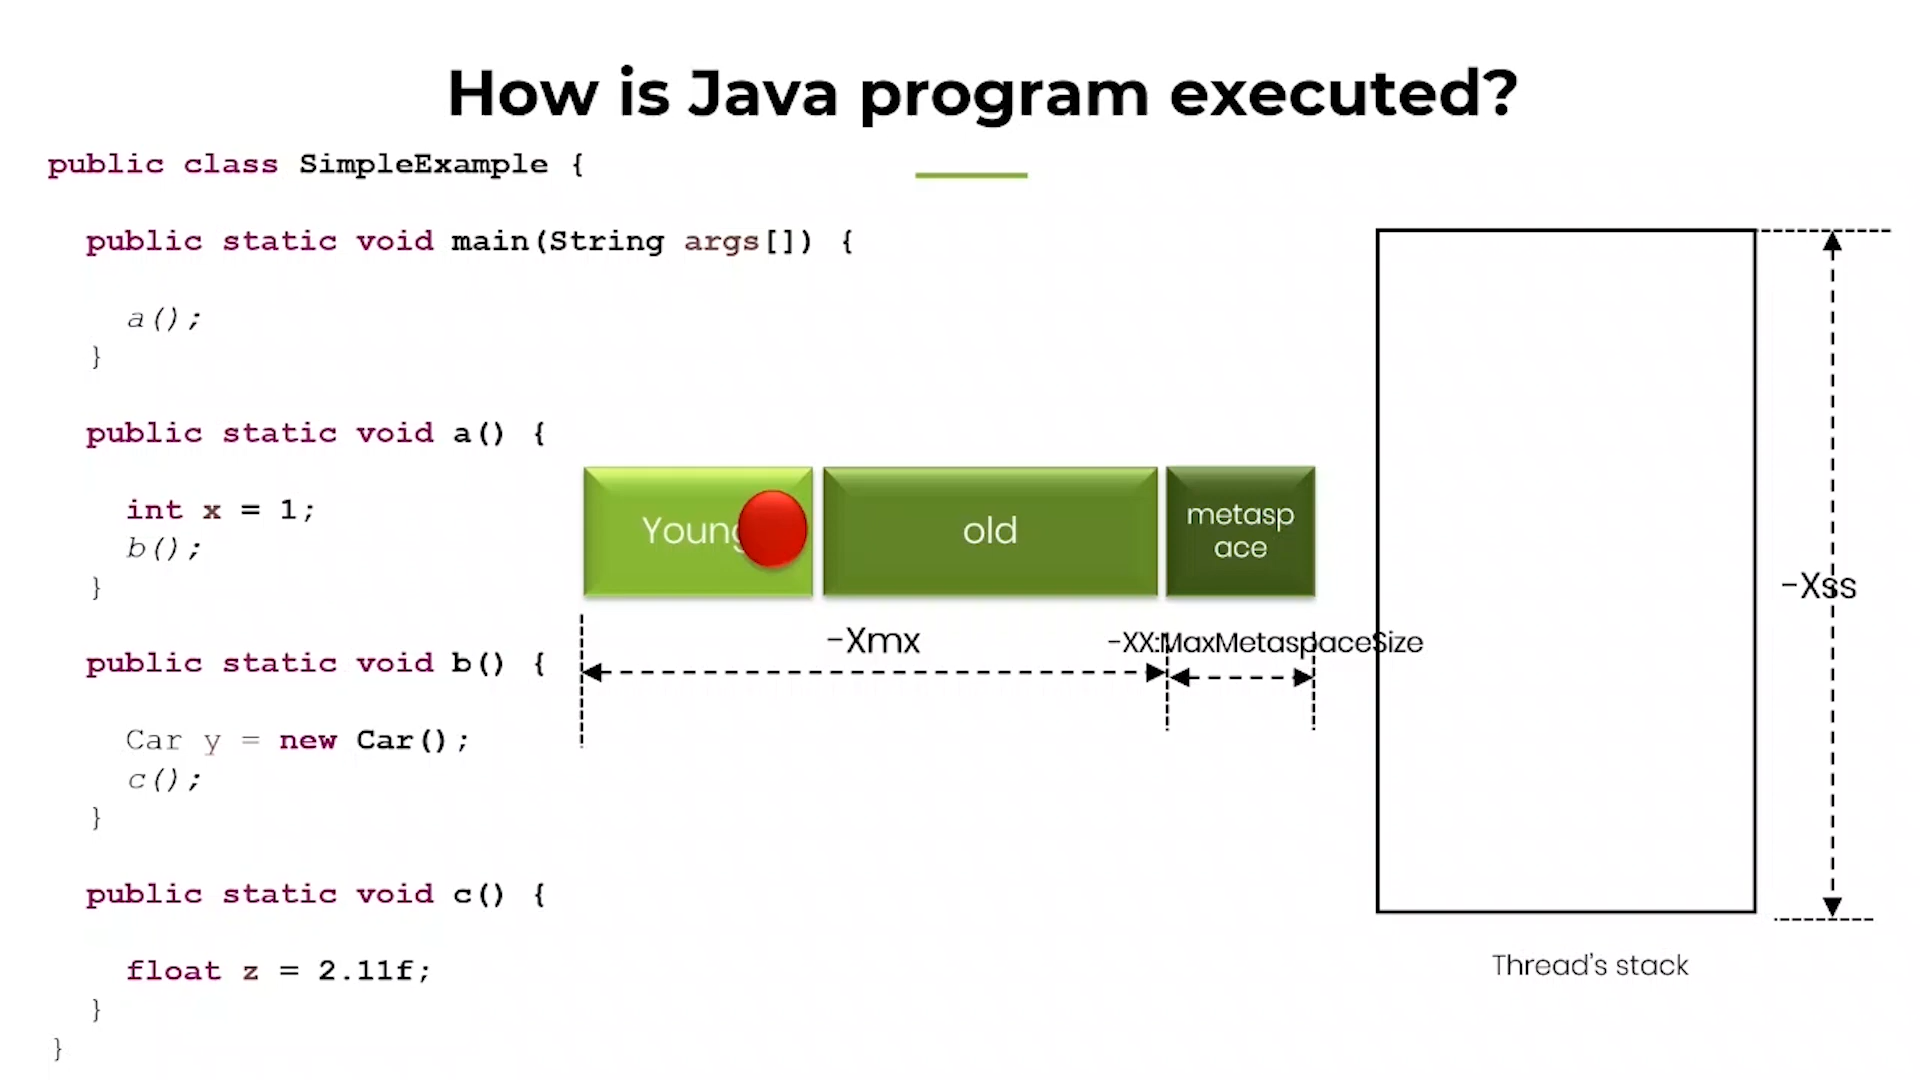 How is Java program executed?
public class SimpleExample {
public static void main(String args[]) {
a();
}
public static void a() {
int x = 1;
b();
}
public static void b() {
Car y = new Car();
c();
}
public static void c() {
float z = 2.11f;
}
}
Young
old
metasp
ace
-Xmx
-XX:MaxMetaspaceSize
-Xss
Thread's stack